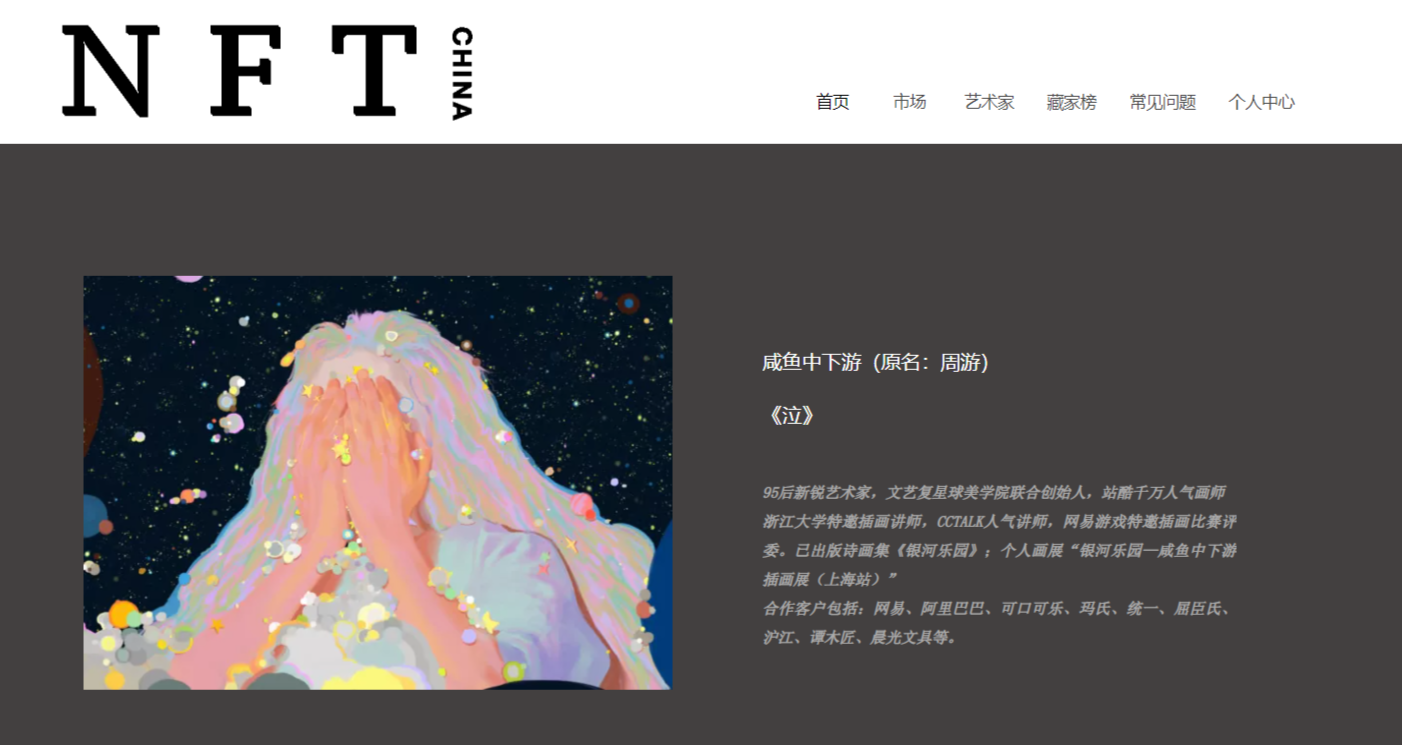 N F T CHINA
首页 市场 艺术家 藏家榜 常见问题 个人中心
咸鱼中下游（原名：周游）
《泣》
95后新锐艺术家，文艺复星球美学院联合创始人，站酷千万人气画师
浙江大学特邀插画讲师，CCTALK人气讲师，网易游戏特邀插画比赛评
委。已出版诗画集《银河乐园》；个人画展“银河乐园—咸鱼中下游
插画展（上海站）”
合作客户包括：网易、阿里巴巴、可口可乐、玛氏、统一、屈臣氏、
沪江、谭木匠、晨光文具等。